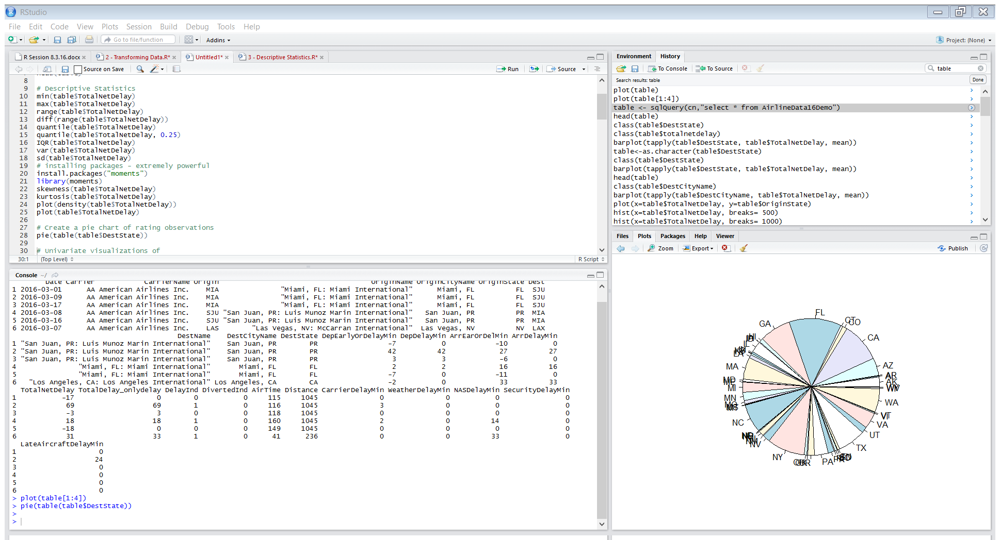 RStudio
File Edit Code View Plots Session Build Debug Tools Help
Go to file/function Addins Project: (None)
R Session 8.3.16.docx 2 - Transforming Data.R* Untitled1* 3 - Descriptive Statistics.R*
Source on Save Run Source
8
9 # Descriptive Statistics
10 min(table$TotalNetDelay)
11 max(table$TotalNetDelay)
12 range(table$TotalNetDelay)
13 diff(range(table$TotalNetDelay))
14 quantile(table$TotalNetDelay)
15 quantile(table$TotalNetDelay, 0.25)
16 IQR(table$TotalNetDelay)
17 var(table$TotalNetDelay)
18 sd(table$TotalNetDelay)
19 # installing packages - extremely powerful
20 install.packages("moments")
21 library(moments)
22 skewness(table$TotalNetDelay)
23 kurtosis(table$TotalNetDelay)
24 plot(density(table$TotalNetDelay))
25 plot(table$TotalNetDelay)
26
27 # Create a pie chart of rating observations
28 pie(table(table$DestState))
29
30 # Univariate visualizations of
30:1 (Top Level) R Script
Console ~/
Date Carrier CarrierName Origin OriginName OriginCityName OriginState Dest
1 2016-03-01 AA American Airlines Inc. MIA "Miami, FL: Miami International" Miami, FL FL SJU
2 2016-03-09 AA American Airlines Inc. MIA "Miami, FL: Miami International" Miami, FL FL SJU
3 2016-03-17 AA American Airlines Inc. MIA "Miami, FL: Miami International" Miami, FL FL SJU
4 2016-03-08 AA American Airlines Inc. SJU "San Juan, PR: Luis Munoz Marin International" San Juan, PR PR MIA
5 2016-03-16 AA American Airlines Inc. SJU "San Juan, PR: Luis Munoz Marin International" San Juan, PR PR MIA
6 2016-03-07 AA American Airlines Inc. LAS "Las Vegas, NV: McCarran International" Las Vegas, NV NV LAX
DestName DestCityName DestState DepEarlyOrDelayMin DepDelayMin ArrEarOrDelMin ArrDelayMin
1 "San Juan, PR: Luis Munoz Marin International" San Juan, PR PR -7 0 -10 0
2 "San Juan, PR: Luis Munoz Marin International" San Juan, PR PR 42 42 27 27
3 "San Juan, PR: Luis Munoz Marin International" San Juan, PR PR 3 3 -6 0
4 "Miami, FL: Miami International" Miami, FL FL 2 2 16 16
5 "Miami, FL: Miami International" Miami, FL FL -7 0 -11 0
6 "Los Angeles, CA: Los Angeles International" Los Angeles, CA CA -2 0 33 33
TotalNetDelay TotalDelay_onlydelay DelayInd DivertedInd AirTime Distance CarrierDelayMin WeatherDelayMin NASDelayMin SecurityDelayMin
1 -17 0 0 0 115 1045 0 0 0 0
2 69 69 1 0 116 1045 3 0 0 0
3 -3 3 0 0 118 1045 0 0 0 0
4 18 18 1 0 160 1045 2 0 14 0
5 -18 0 0 0 149 1045 0 0 0 0
6 31 33 1 0 41 236 0 0 33 0
LateAircraftDelayMin
1 0
2 24
3 0
4 0
5 0
6 0
> plot(table[1:4])
> pie(table(table$DestState))
>
>
Environment History
To Console To Source table
Search results: table Done
plot(table)
plot(table[1:4])
table <- sqlQuery(cn,"select * from AirlineData16Demo")
head(table)
class(table$DestState)
class(table$totalnetdelay)
barplot(tapply(table$DestState, table$TotalNetDelay, mean))
table<-as.character(table$DestState)
class(table$DestState)
barplot(tapply(table$DestState, table$TotalNetDelay, mean))
head(table)
class(table$DestCityName)
barplot(tapply(table$DestCityName, table$TotalNetDelay, mean))
plot(x=table$TotalNetDelay, y=table$OriginState)
hist(x=table$TotalNetDelay, breaks= 500)
hist(x=table$TotalNetDelay, breaks= 1000)
Files Plots Packages Help Viewer
Zoom Export Publish
FL
CT
CO
GA
CA
IL
LA
MA
AZ
AR
AK
MI
WV
WA
MN
VT
VA
NC
UT
NV
TX
NY
PA